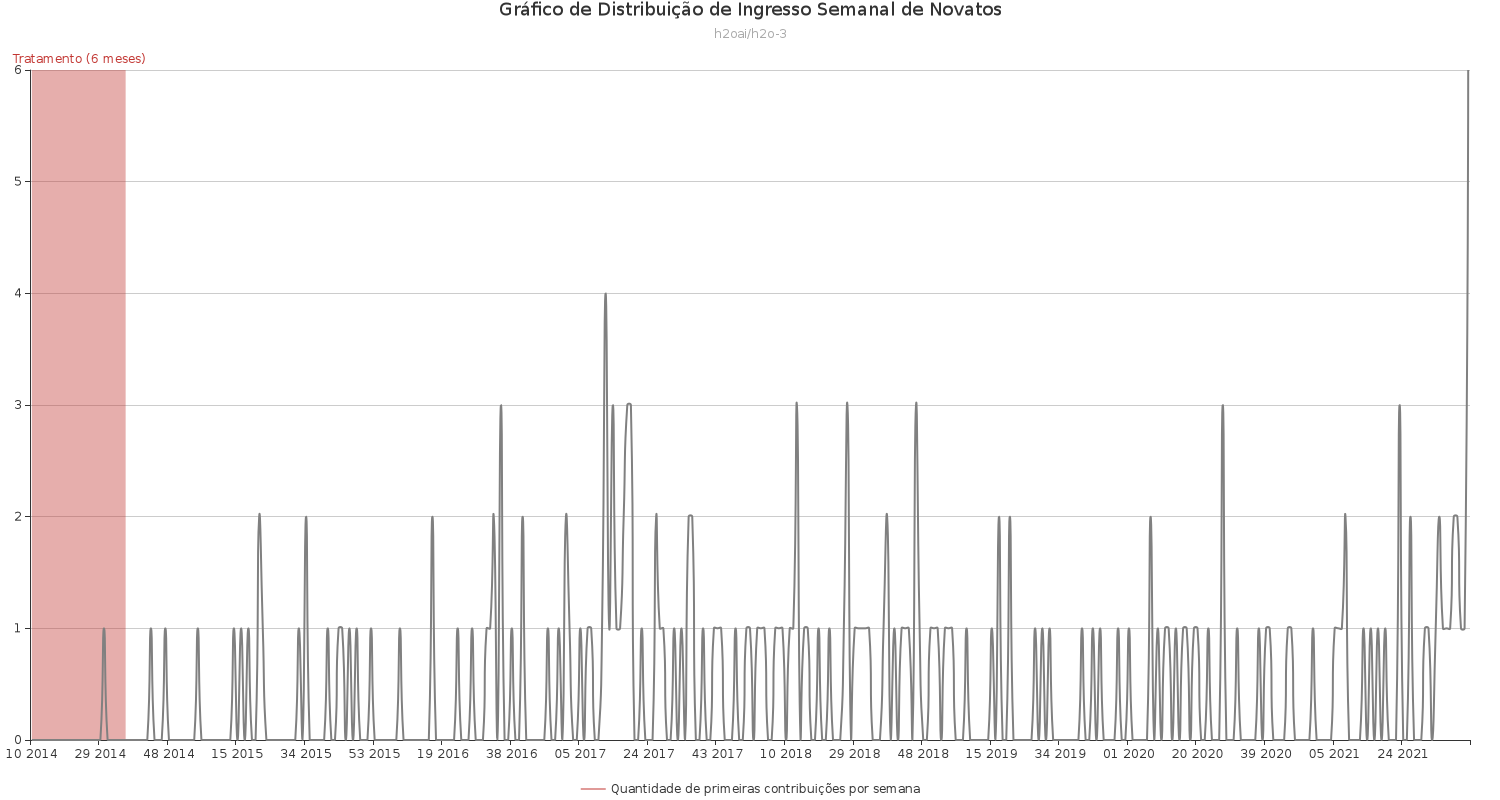 Gráfico de Distribuição de Ingresso Semanal de Novatos
h2oai/h2o-3
Tratamento (6 meses)
6
5
4
3
2
1
0
10 2014 29 2014 48 2014 15 2015 34 2015 53 2015 19 2016 38 2016 05 2017 24 2017 43 2017 10 2018 29 2018 48 2018 15 2019 34 2019 01 2020 20 2020 39 2020 05 2021 24 2021
Quantidade de primeiras contribuições por semana